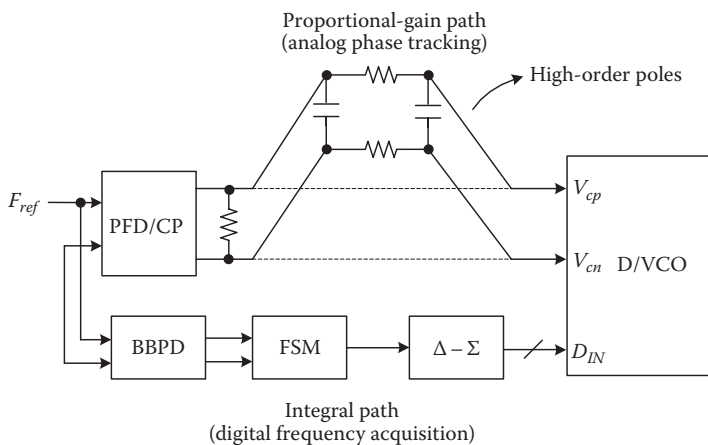 Proportional-gain path
(analog phase tracking)
High-order poles
F_ref
PFD/CP
V_cp
V_cn
D/VCO
BBPD
FSM
Δ – Σ
D_IN
Integral path
(digital frequency acquisition)